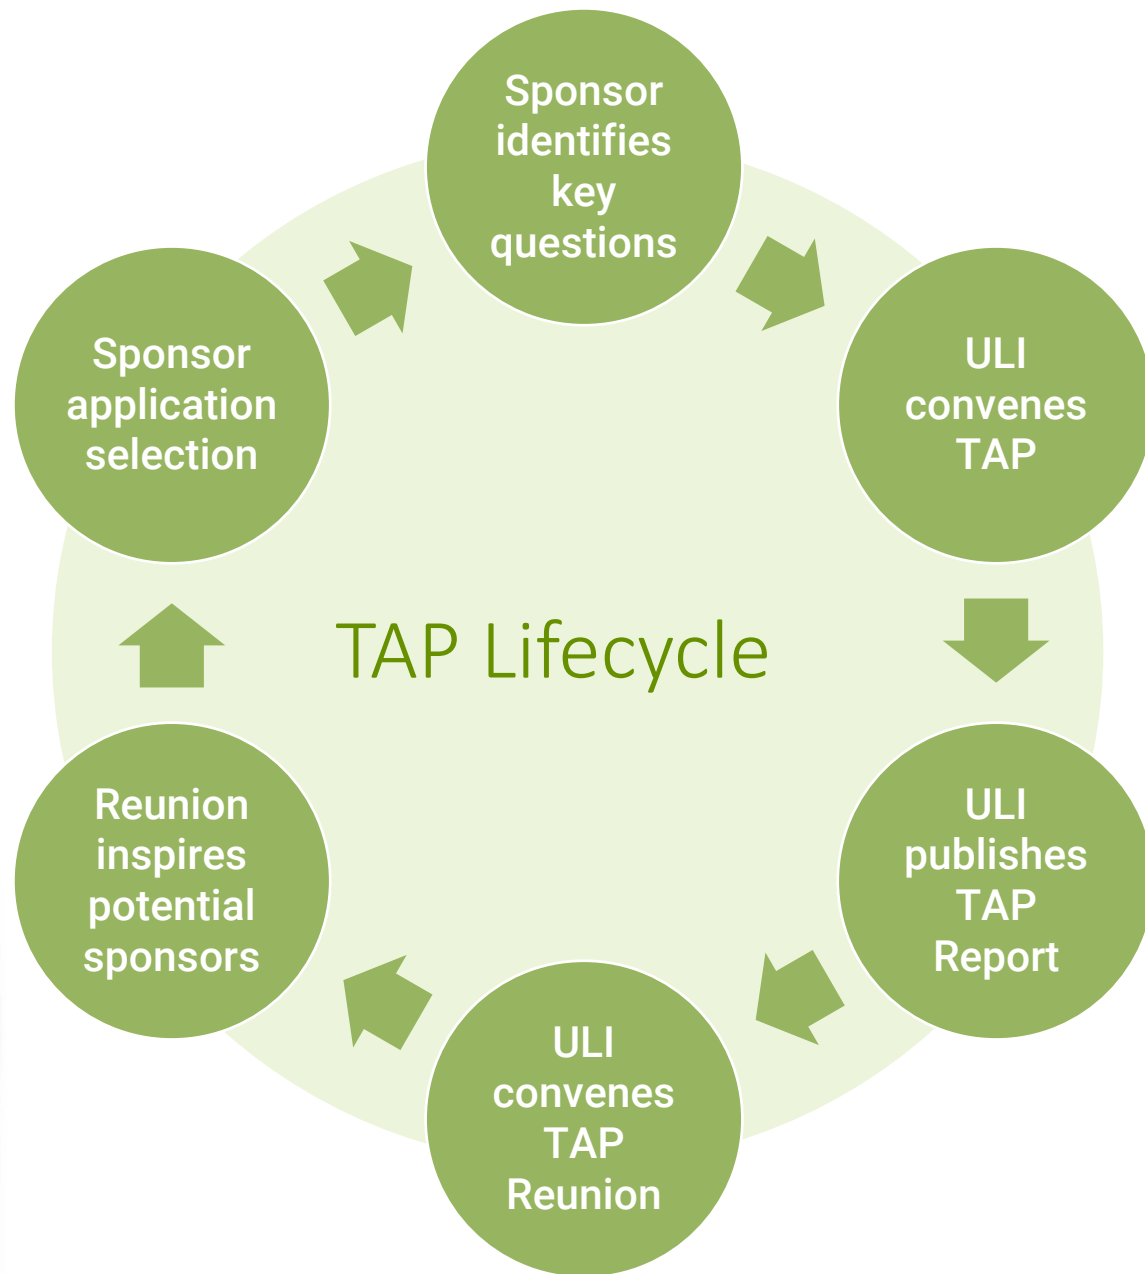 Sponsor
identifies
key
questions
ULI
convenes
TAP
ULI
publishes
TAP
Report
ULI
convenes
TAP
Reunion
Reunion
inspires
potential
sponsors
Sponsor
application
selection
TAP Lifecycle